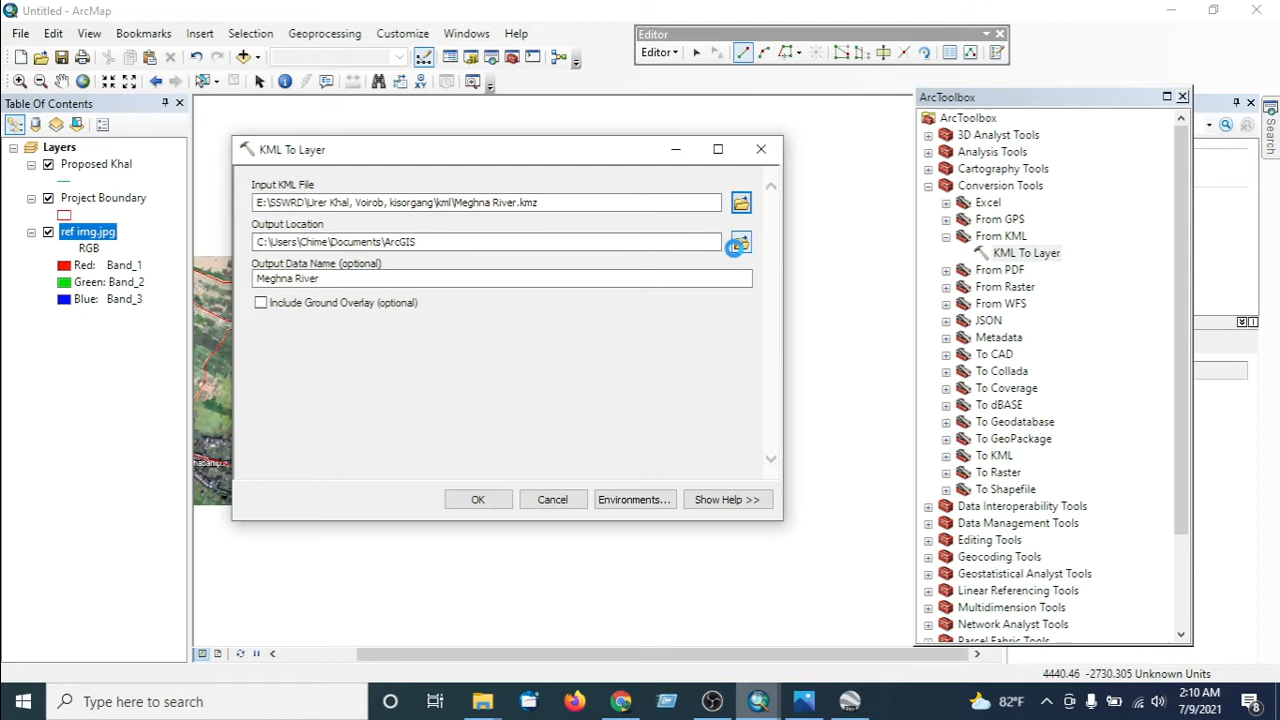 Untitled - ArcMap
File Edit View Bookmarks Insert Selection Geoprocessing Customize Windows Help
Editor
Editor
Table Of Contents
Layers
Proposed Khal
Project Boundary
ref img.jpg
RGB
Red: Band_1
Green: Band_2
Blue: Band_3
KML To Layer
Input KML File
E:\SSWRD\Urer Khal, Voirob, kisorgang\kml\Meghna River.kmz
Output Location
C:\Users\Chime\Documents\ArcGIS
Output Data Name (optional)
Meghna River
Include Ground Overlay (optional)
OK Cancel Environments... Show Help >>
ArcToolbox
ArcToolbox
3D Analyst Tools
Analysis Tools
Cartography Tools
Conversion Tools
Excel
From GPS
From KML
KML To Layer
From PDF
From Raster
From WFS
JSON
Metadata
To CAD
To Collada
To Coverage
To dBASE
To Geodatabase
To GeoPackage
To KML
To Raster
To Shapefile
Data Interoperability Tools
Data Management Tools
Editing Tools
Geocoding Tools
Geostatistical Analyst Tools
Linear Referencing Tools
Multidimension Tools
Network Analyst Tools
Parcel Fabric Tools
Search
4440.46 -2730.305 Unknown Units
Type here to search
82°F
2:10 AM
7/9/2021
8